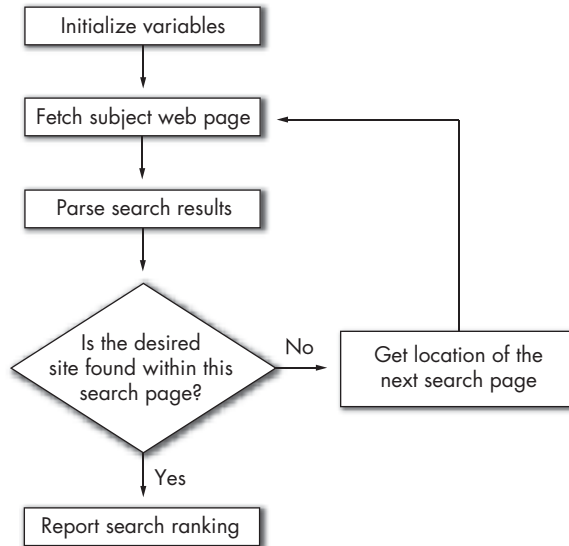 Initialize variables
Fetch subject web page
Parse search results
Is the desired
site found within this
search page?
No
Get location of the
next search page
Yes
Report search ranking